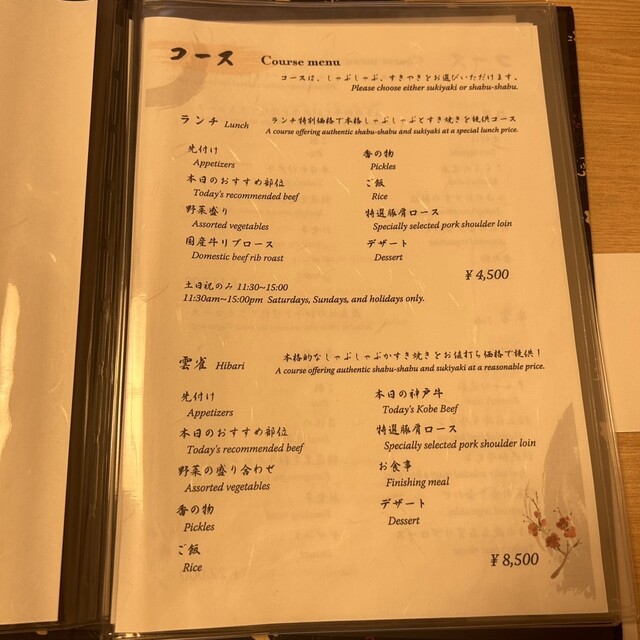 コース Course menu
コースは、しゃぶしゃぶ、すきやきをお選びいただけます。
Please choose either sukiyaki or shabu-shabu.
ランチ Lunch
ランチ特別価格で本格しゃぶしゃぶとすき焼きを提供コース
A course offering authentic shabu-shabu and sukiyaki at a special lunch price.
先付け
Appetizers
本日のおすすめ部位
Today's recommended beef
野菜盛り
Assorted vegetables
国産牛リブロース
Domestic beef rib roast
香の物
Pickles
ご飯
Rice
特選豚肩ロース
Specially selected pork shoulder loin
デザート
Dessert
¥4,500
土日祝のみ 11:30~15:00
11:30am~15:00pm Saturdays, Sundays, and holidays only.
雲雀 Hibari
本格的なしゃぶしゃぶかすき焼きをお値打ち価格で提供!
A course offering authentic shabu-shabu and sukiyaki at a reasonable price.
先付け
Appetizers
本日のおすすめ部位
Today's recommended beef
野菜の盛り合わせ
Assorted vegetables
香の物
Pickles
ご飯
Rice
本日の神戸牛
Today's Kobe Beef
特選豚肩ロース
Specially selected pork shoulder loin
お食事
Finishing meal
デザート
Dessert
¥8,500